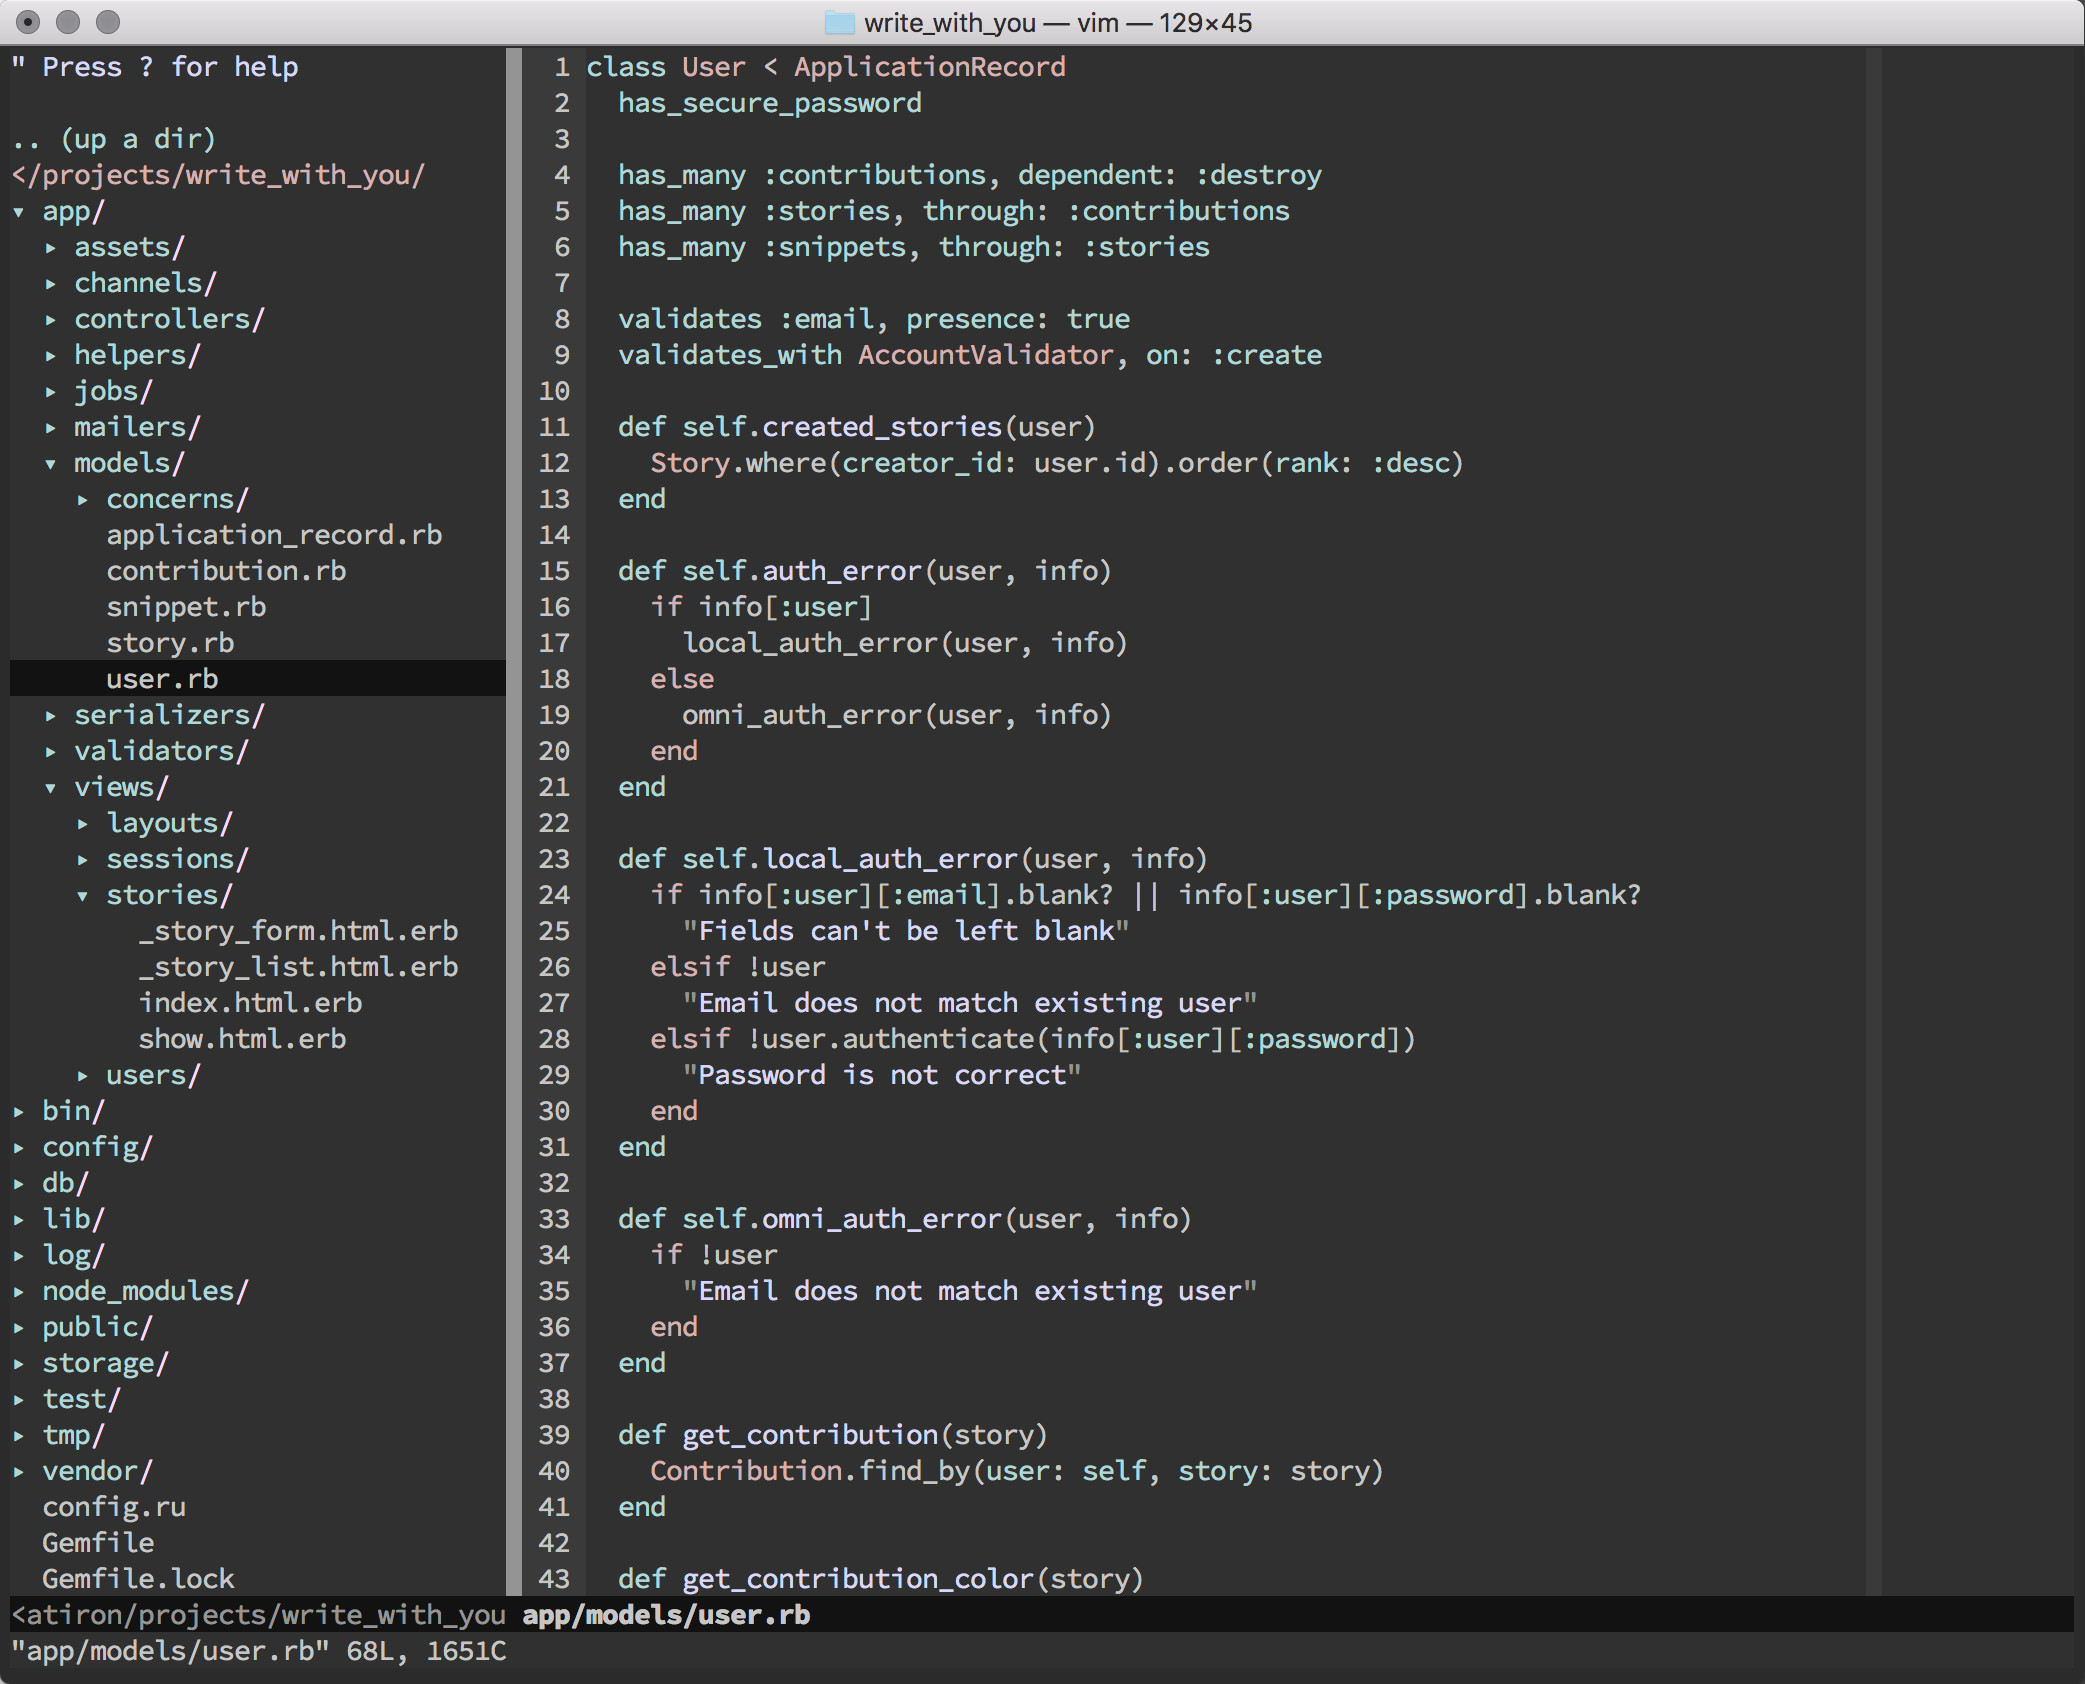 write_with_you — vim — 129×45
" Press ? for help
.. (up a dir)
</projects/write_with_you/
▾ app/
  ▸ assets/
  ▸ channels/
  ▸ controllers/
  ▸ helpers/
  ▸ jobs/
  ▸ mailers/
  ▾ models/
    ▸ concerns/
      application_record.rb
      contribution.rb
      snippet.rb
      story.rb
      user.rb
  ▸ serializers/
  ▸ validators/
  ▾ views/
    ▸ layouts/
    ▸ sessions/
    ▾ stories/
        _story_form.html.erb
        _story_list.html.erb
        index.html.erb
        show.html.erb
    ▸ users/
▸ bin/
▸ config/
▸ db/
▸ lib/
▸ log/
▸ node_modules/
▸ public/
▸ storage/
▸ test/
▸ tmp/
▸ vendor/
  config.ru
  Gemfile
  Gemfile.lock
1 class User < ApplicationRecord
2   has_secure_password
3
4   has_many :contributions, dependent: :destroy
5   has_many :stories, through: :contributions
6   has_many :snippets, through: :stories
7
8   validates :email, presence: true
9   validates_with AccountValidator, on: :create
10
11   def self.created_stories(user)
12     Story.where(creator_id: user.id).order(rank: :desc)
13   end
14
15   def self.auth_error(user, info)
16     if info[:user]
17       local_auth_error(user, info)
18     else
19       omni_auth_error(user, info)
20     end
21   end
22
23   def self.local_auth_error(user, info)
24     if info[:user][:email].blank? || info[:user][:password].blank?
25       "Fields can't be left blank"
26     elsif !user
27       "Email does not match existing user"
28     elsif !user.authenticate(info[:user][:password])
29       "Password is not correct"
30     end
31   end
32
33   def self.omni_auth_error(user, info)
34     if !user
35       "Email does not match existing user"
36     end
37   end
38
39   def get_contribution(story)
40     Contribution.find_by(user: self, story: story)
41   end
42
43   def get_contribution_color(story)
<atiron/projects/write_with_you app/models/user.rb
"app/models/user.rb" 68L, 1651C